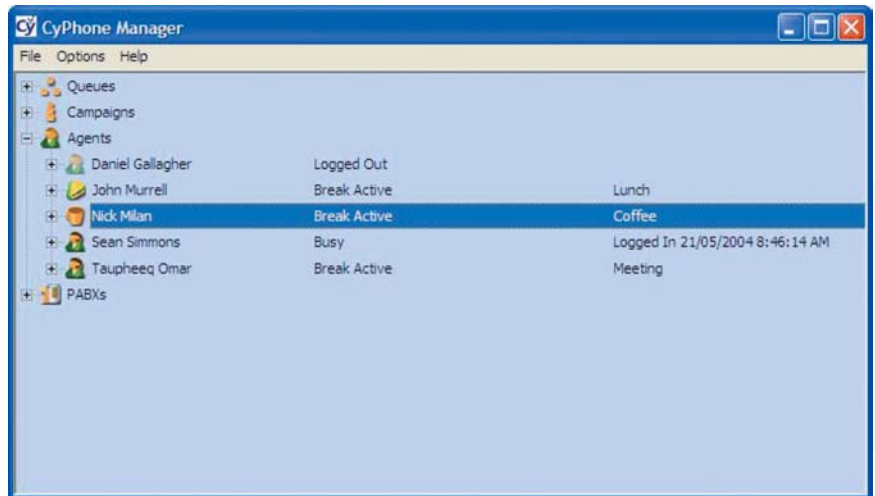 Cÿ CyPhone Manager
File Options Help
Queues
Campaigns
Agents
Daniel Gallagher Logged Out
John Murrell Break Active Lunch
Nick Milan Break Active Coffee
Sean Simmons Busy Logged In 21/05/2004 8:46:14 AM
Taupheeq Omar Break Active Meeting
PABXs